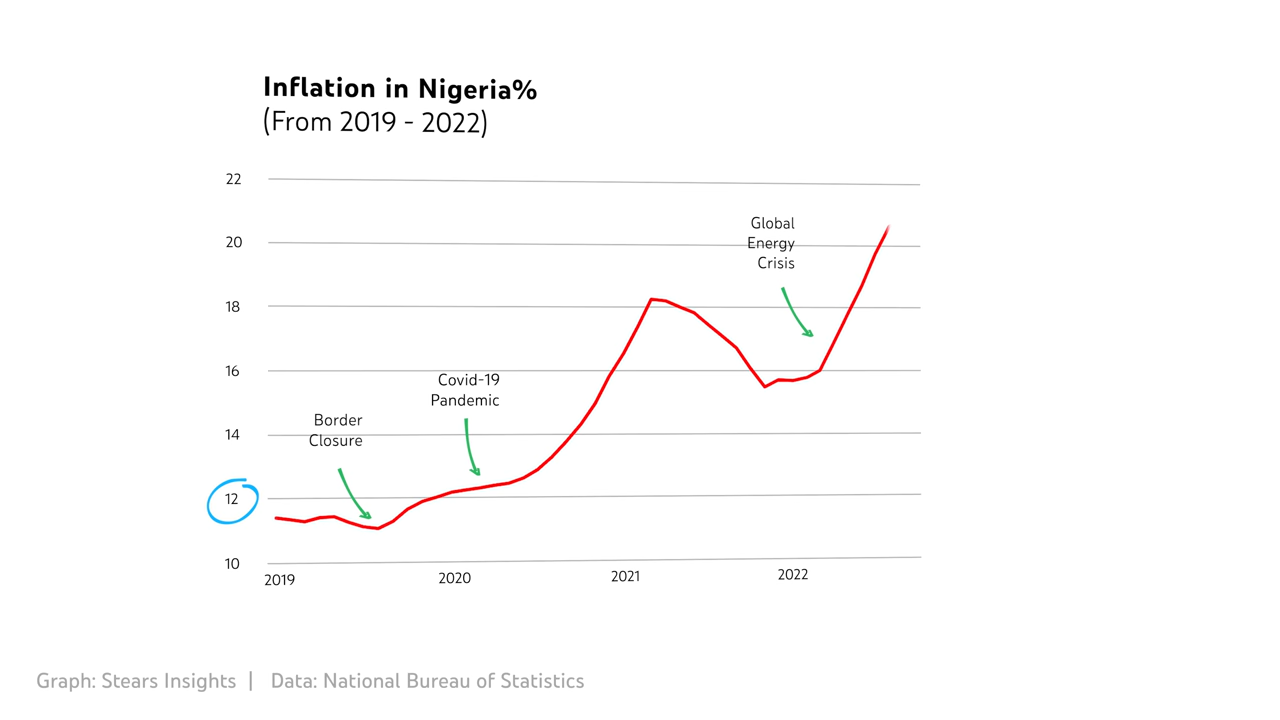 Inflation in Nigeria%
(From 2019 - 2022)
22
20
18
16
14
12
10
Global
Energy
Crisis
Covid-19
Pandemic
Border
Closure
2019
2020
2021
2022
Graph: Stears Insights | Data: National Bureau of Statistics